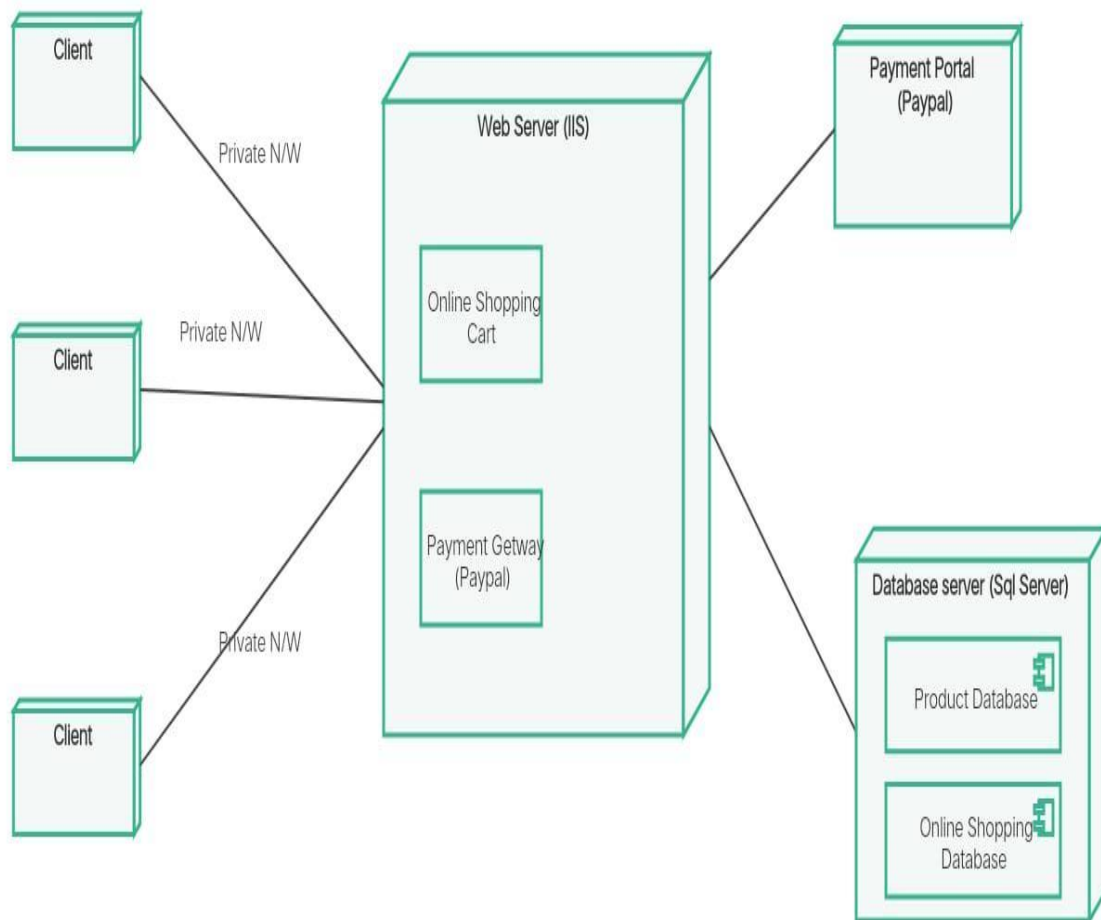 Client
Private N/W
Client
Private N/W
Client
Private N/W
Web Server (IIS)
Online Shopping
Cart
Payment Getway
(Paypal)
Payment Portal
(Paypal)
Database server (Sql Server)
Product Database
Online Shopping
Database